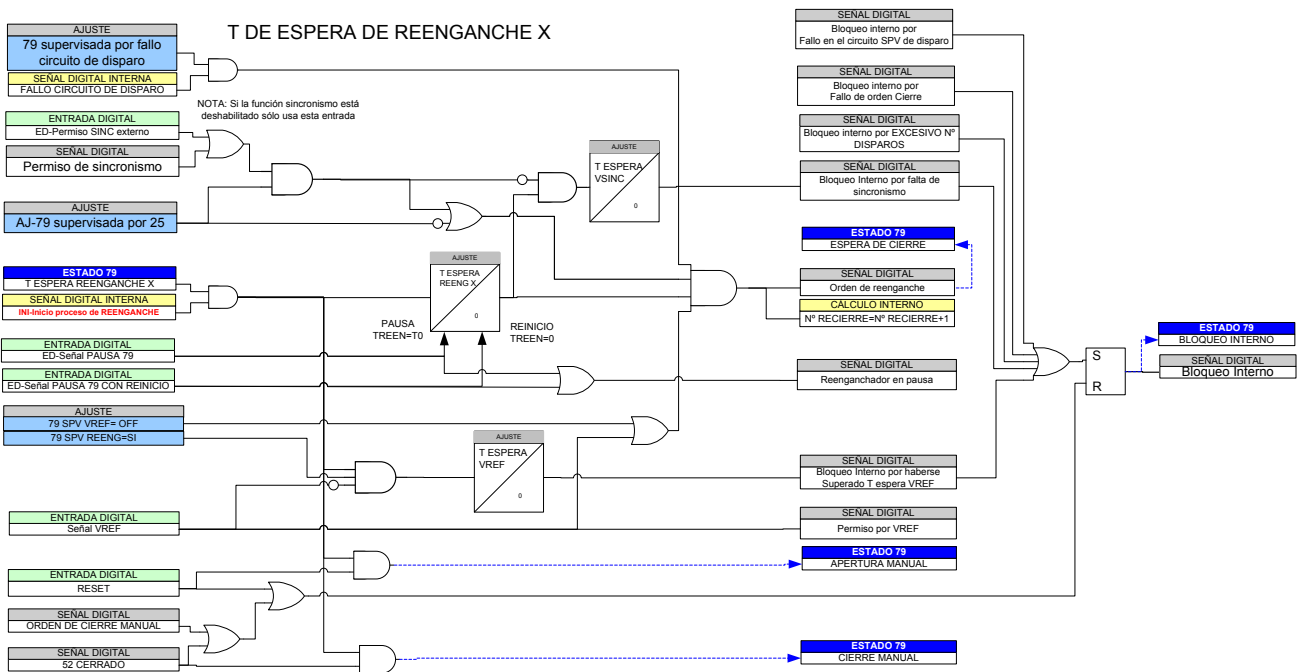 T DE ESPERA DE REENGANCHE X
AJUSTE
79 supervisada por fallo
circuito de disparo
SEÑAL DIGITAL INTERNA
FALLO CIRCUITO DE DISPARO
NOTA: Si la función sincronismo está
deshabilitado sólo usa esta entrada
ENTRADA DIGITAL
ED-Permiso SINC externo
SEÑAL DIGITAL
Permiso de sincronismo
AJUSTE
AJ-79 supervisada por 25
ESTADO 79
T ESPERA REENGANCHE X
SEÑAL DIGITAL INTERNA
INI-Inicio proceso de REENGANCHE
ENTRADA DIGITAL
ED-Señal PAUSA 79
ENTRADA DIGITAL
ED-Señal PAUSA 79 CON REINICIO
AJUSTE
79 SPV VREF= OFF
79 SPV REENG=SI
ENTRADA DIGITAL
Señal VREF
ENTRADA DIGITAL
RESET
SEÑAL DIGITAL
ORDEN DE CIERRE MANUAL
SEÑAL DIGITAL
52 CERRADO
AJUSTE
T ESPERA
VSINC
0
AJUSTE
T ESPERA
REENG X
0
PAUSA
TREEN=T0
REINICIO
TREEN=0
AJUSTE
T ESPERA
VREF
0
SEÑAL DIGITAL
Bloqueo interno por
Fallo en el circuito SPV de disparo
SEÑAL DIGITAL
Bloqueo interno por
Fallo de orden Cierre
SEÑAL DIGITAL
Bloqueo interno por EXCESIVO Nº
DISPAROS
SEÑAL DIGITAL
Bloqueo Interno por falta de
sincronismo
ESTADO 79
ESPERA DE CIERRE
SEÑAL DIGITAL
Orden de reenganche
CÁLCULO INTERNO
Nº RECIERRE=Nº RECIERRE+1
SEÑAL DIGITAL
Reenganchador en pausa
SEÑAL DIGITAL
Bloqueo Interno por haberse
Superado T espera VREF
SEÑAL DIGITAL
Permiso por VREF
ESTADO 79
APERTURA MANUAL
ESTADO 79
CIERRE MANUAL
S
R
ESTADO 79
BLOQUEO INTERNO
SEÑAL DIGITAL
Bloqueo Interno